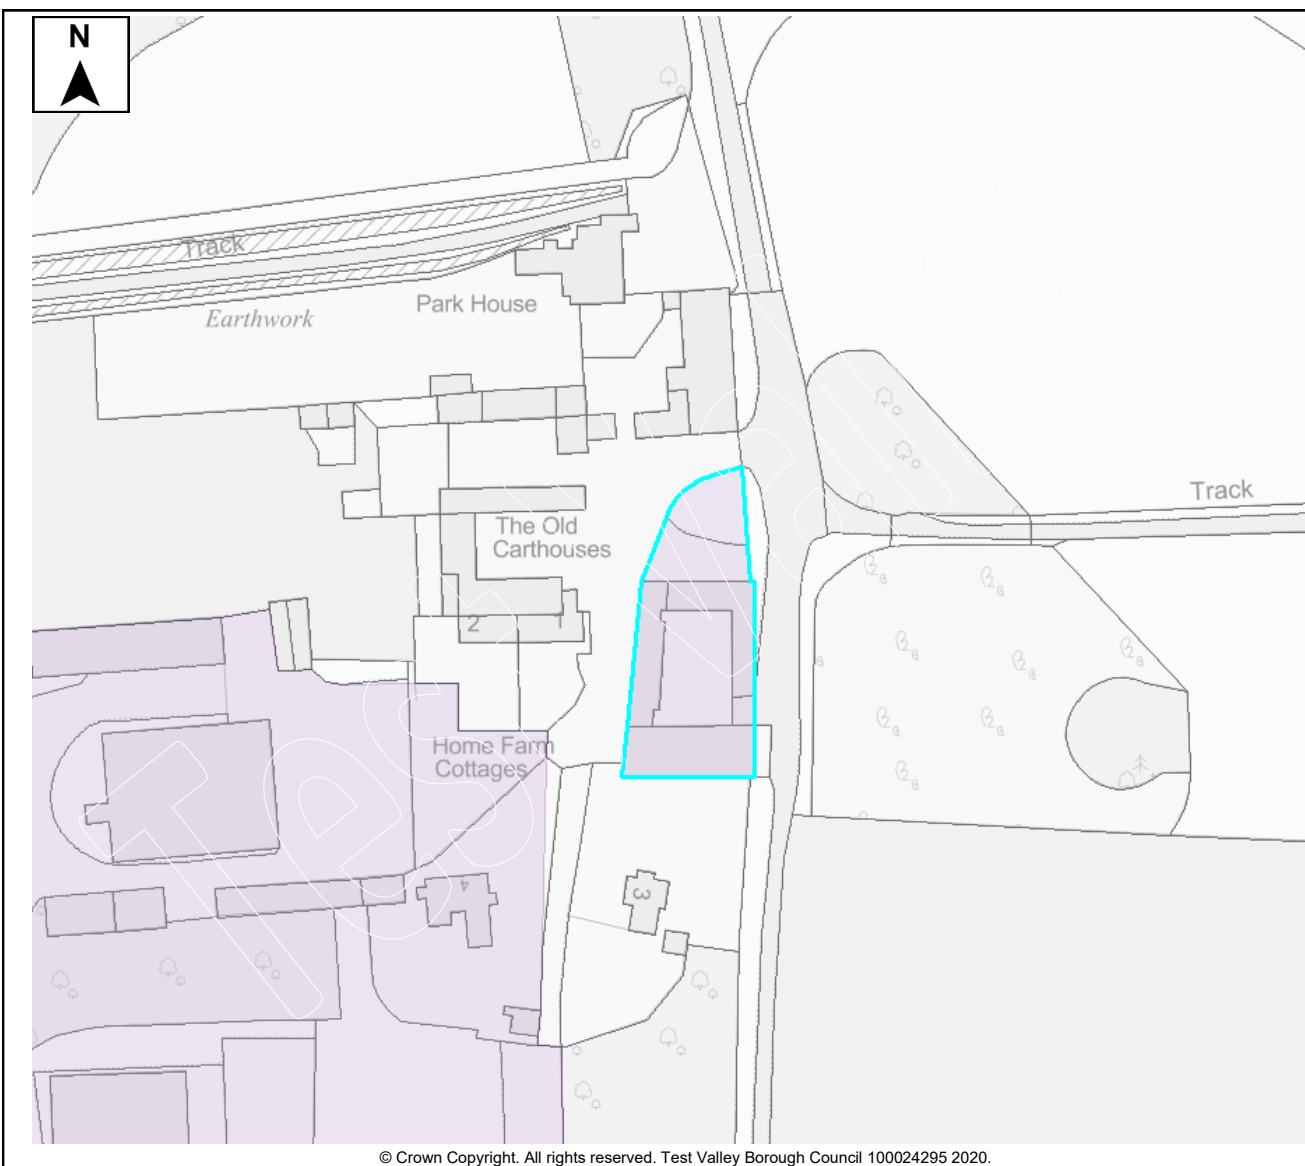 N
Track
Park House
Earthwork
Track
The Old
Carthouses
2
1
Home Farm
Cottages
4
3
© Crown Copyright. All rights reserved. Test Valley Borough Council 100024295 2020.